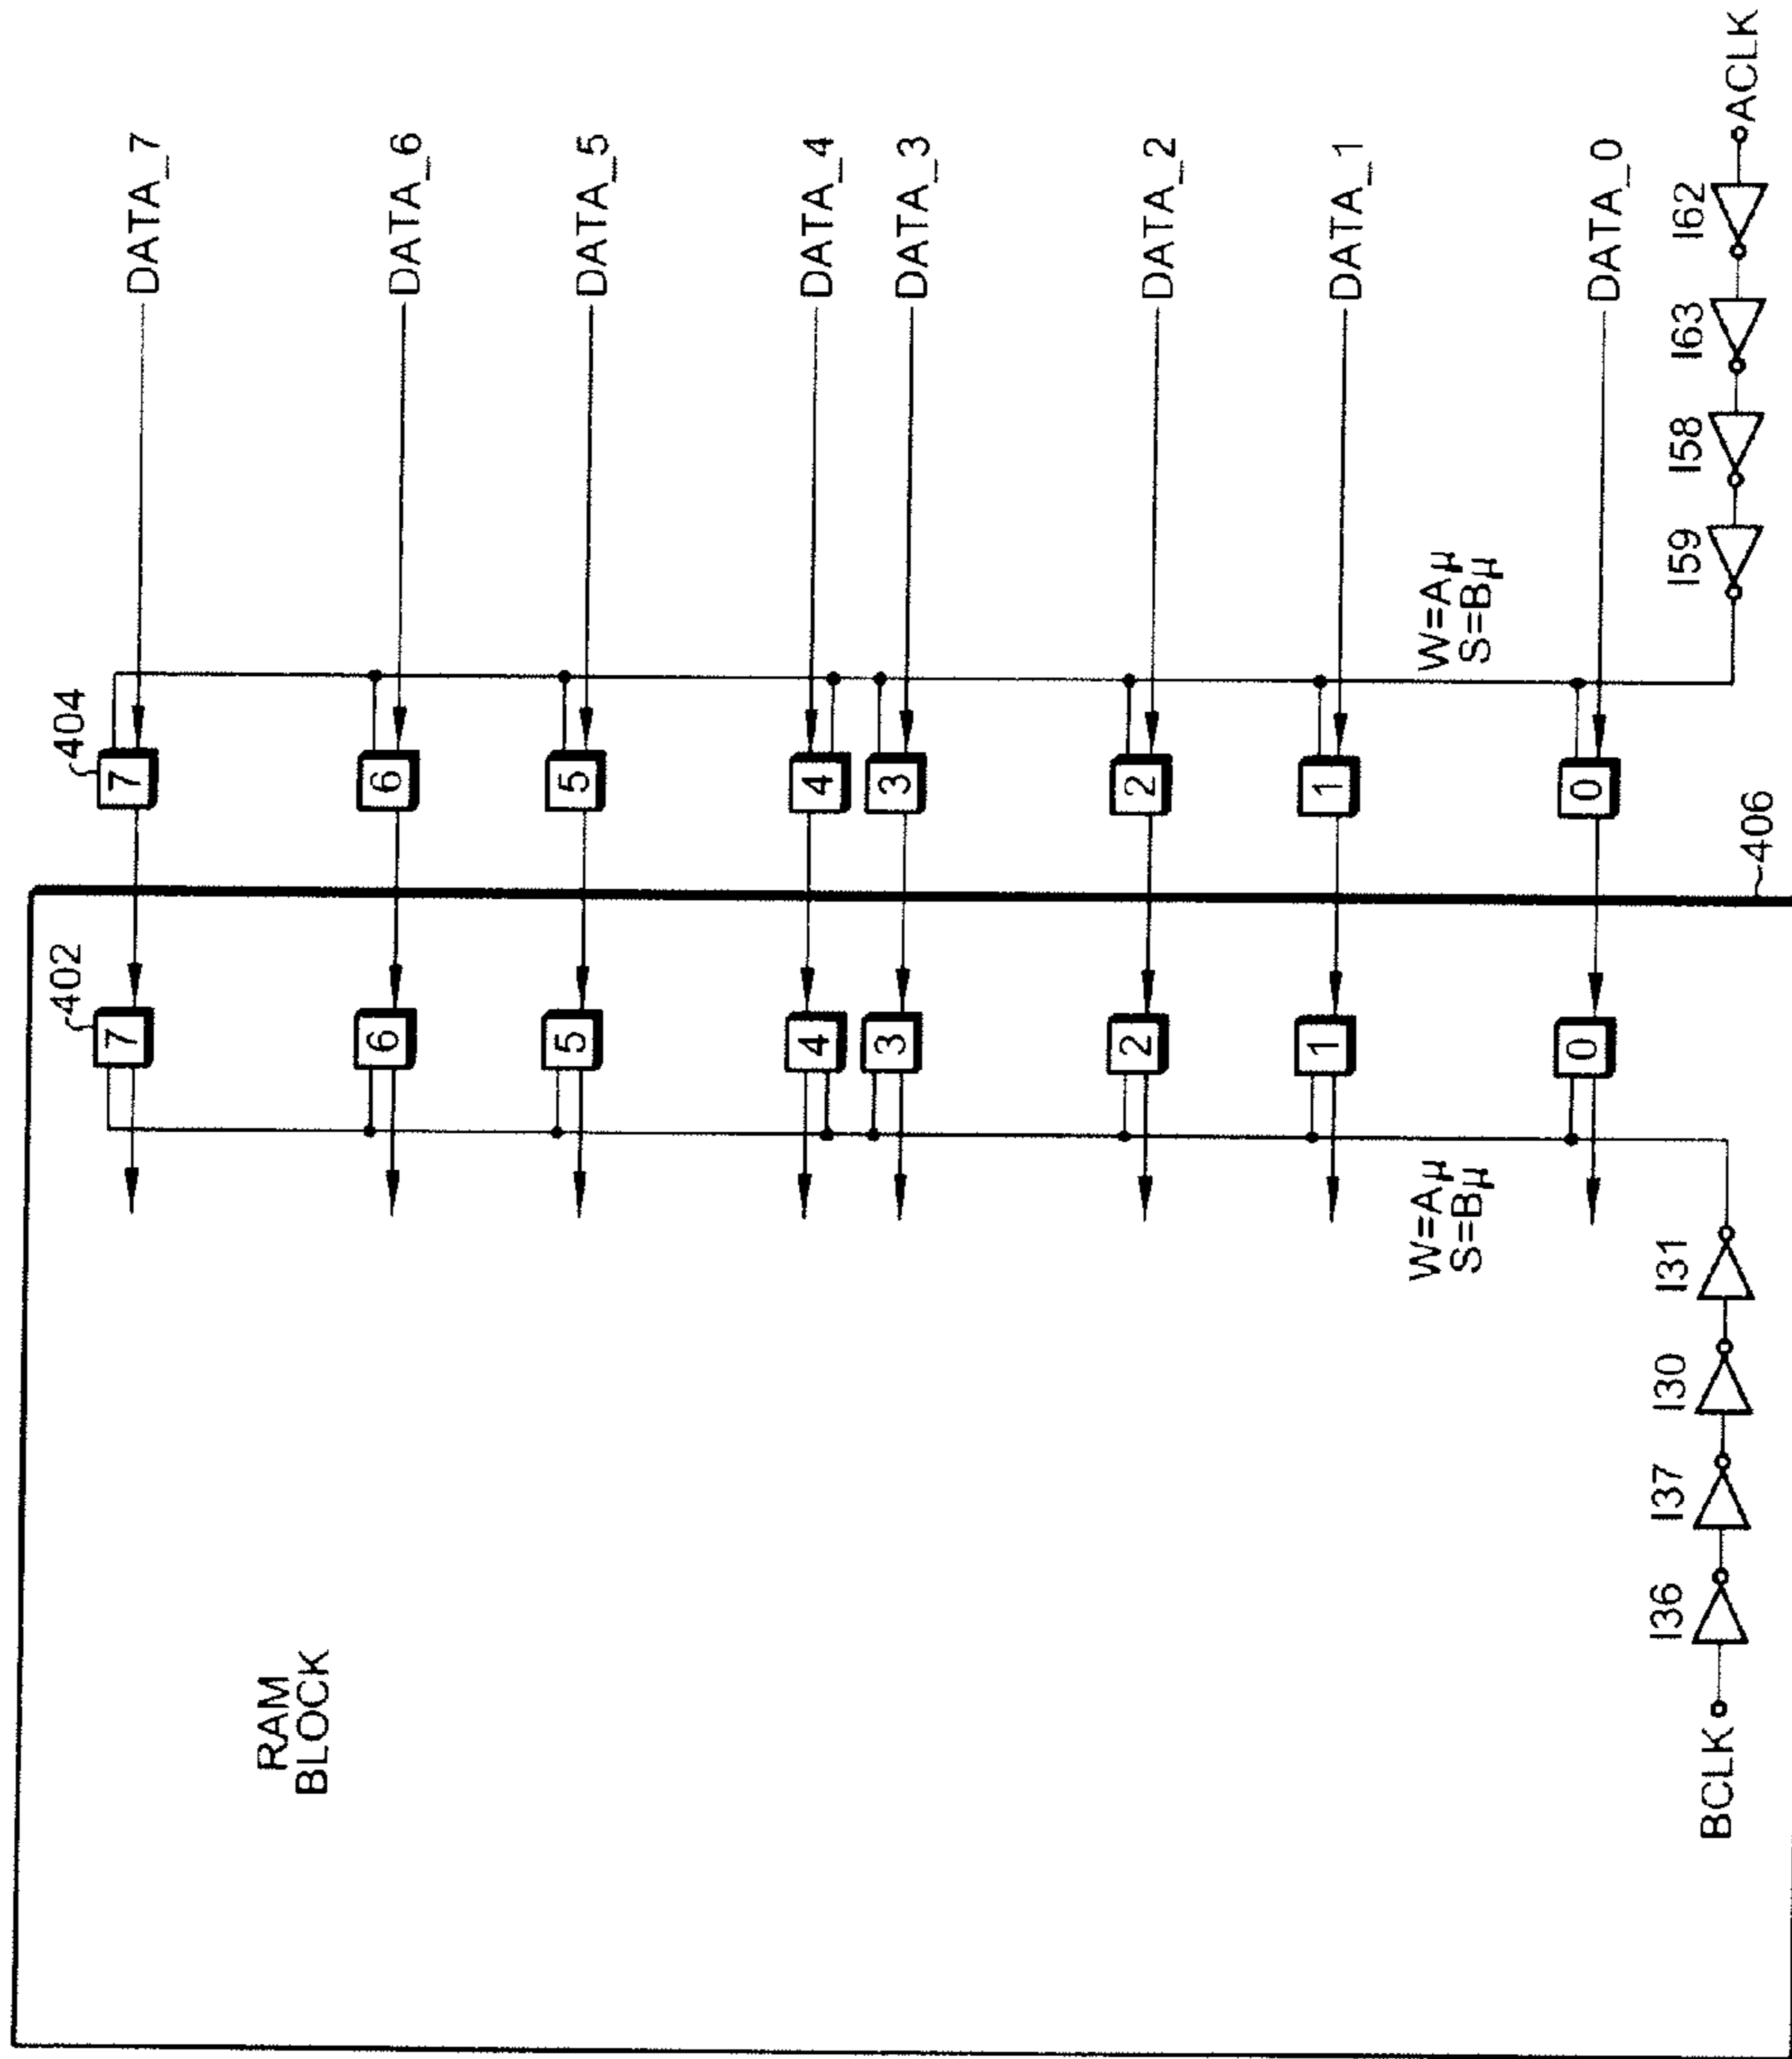 402
404
7
7
DATA_7
RAM
BLOCK
6
6
DATA_6
5
5
DATA_5
4
4
DATA_4
3
3
DATA_3
2
2
DATA_2
1
1
DATA_1
W=Aμ
S=Bμ
W=Aμ
S=Bμ
0
0
DATA_0
I36
I37
I30
I31
I59
I58
I63
I62
BCLK
ACLK
406